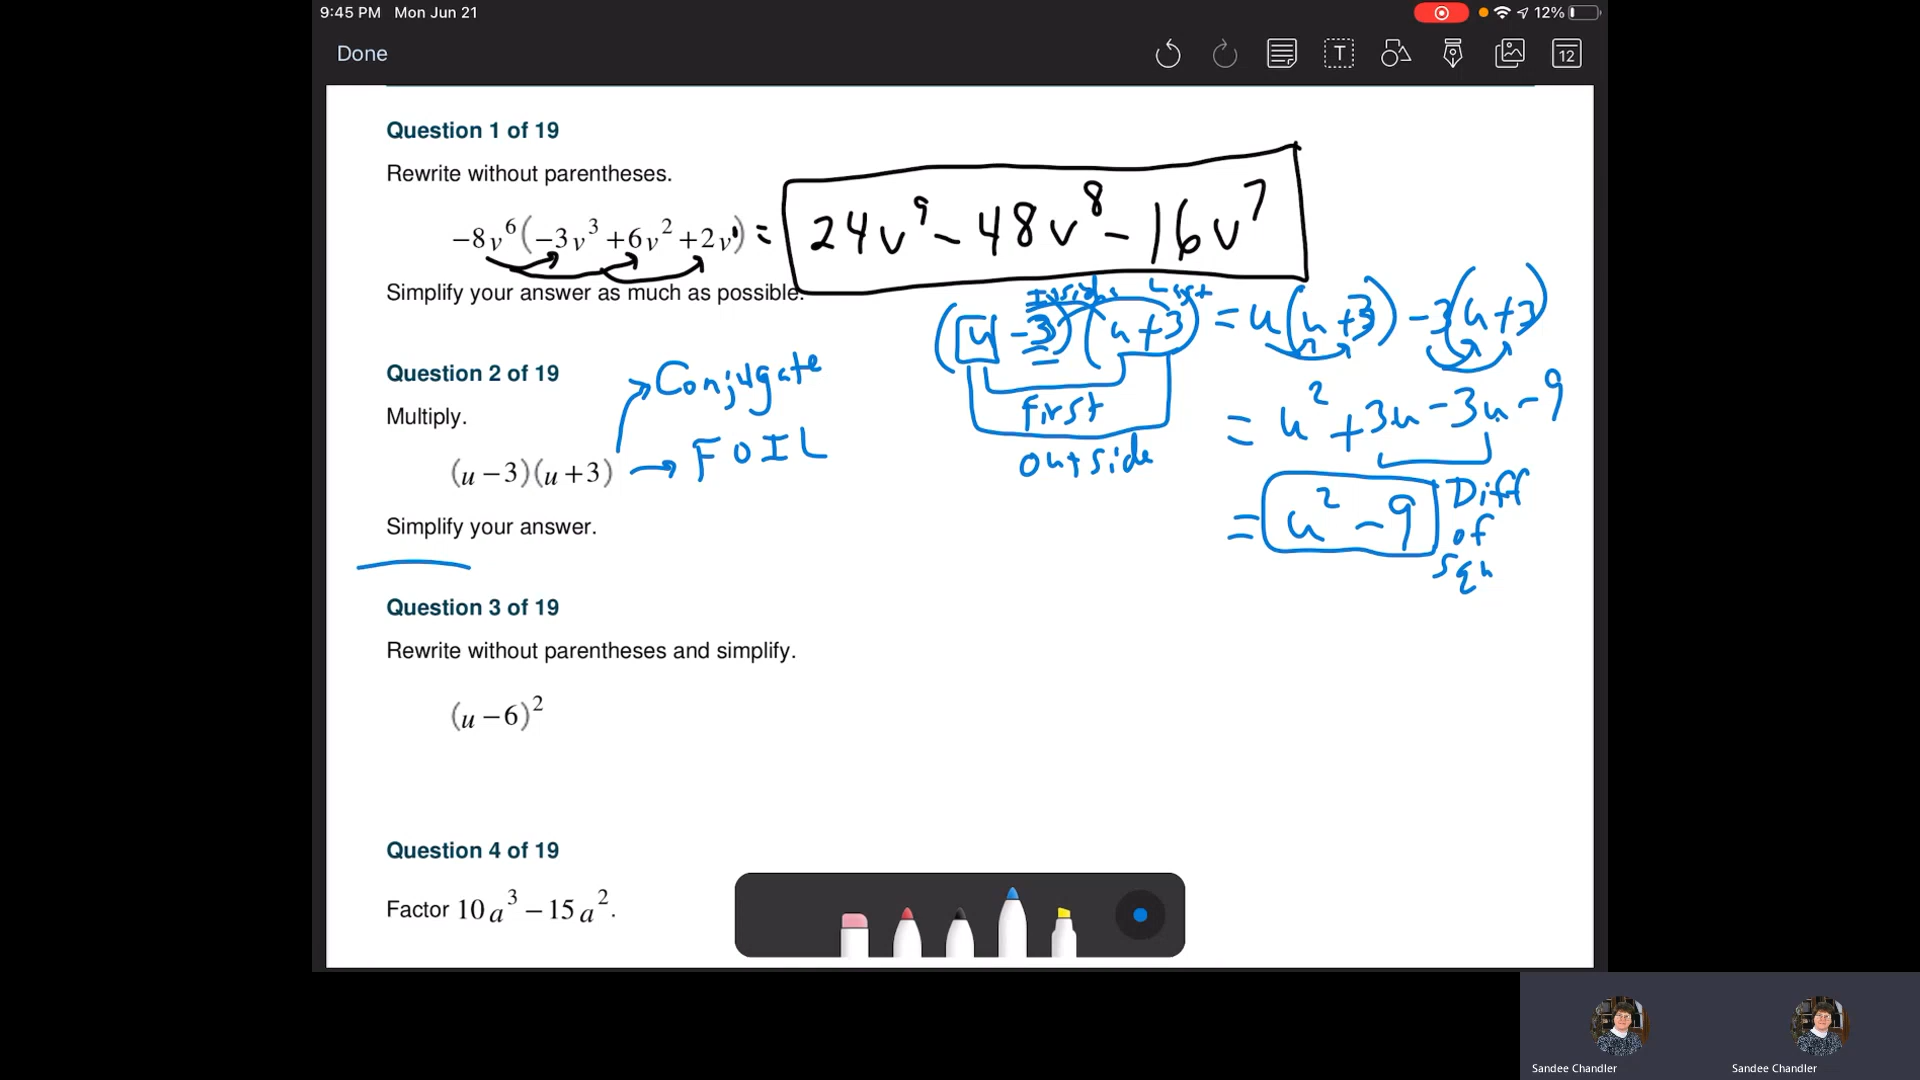 9:45 PM Mon Jun 21
12%
Done
T
12
Question 1 of 19
Rewrite without parentheses.
−8v⁶(−3v³+6v²+2v¹) = 24v⁹ − 48v⁸ − 16v⁷
Simplify your answer as much as possible.
Inside Last
(u −3)(u+3) = u(u+3) −3(u+3)
First
Outside
= u² + 3u − 3u − 9
= u² − 9
Diff
of
squ
Question 2 of 19
Multiply.
→ Conjugate
(u−3)(u+3) → FOIL
Simplify your answer.
Question 3 of 19
Rewrite without parentheses and simplify.
(u−6)²
Question 4 of 19
Factor 10a³−15a².
Sandee Chandler
Sandee Chandler